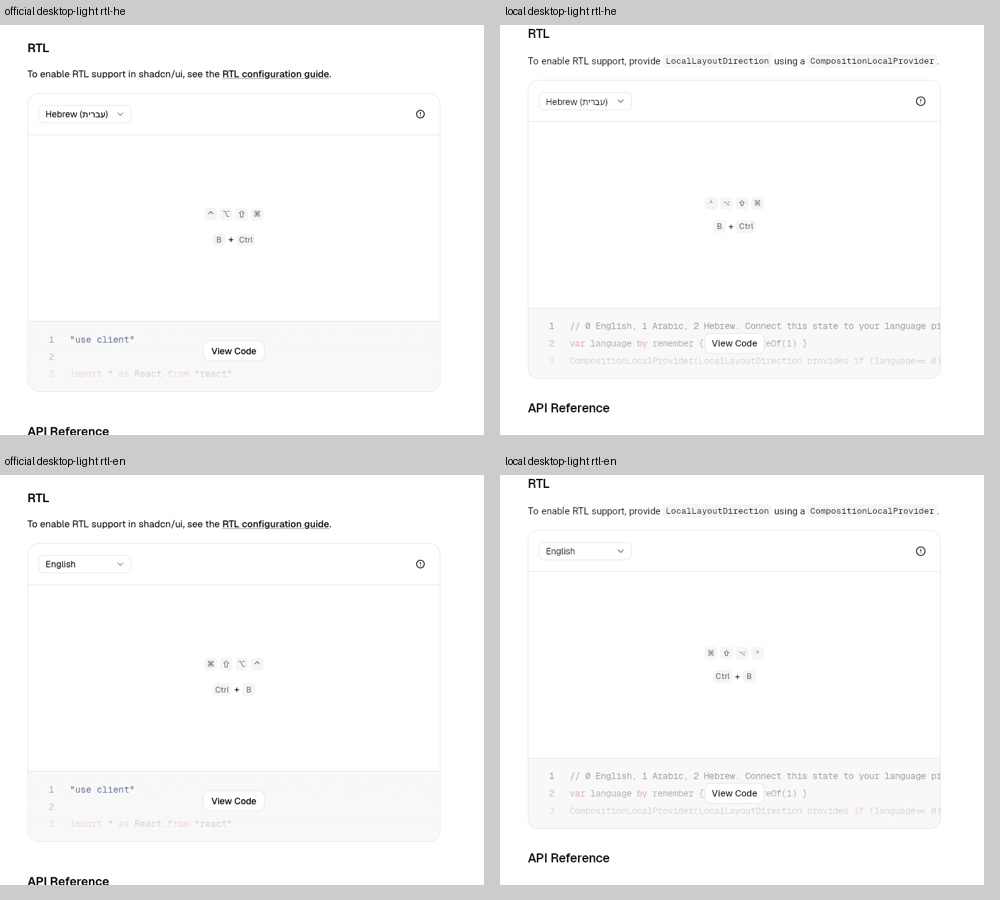 official desktop-light rtl-he
RTL
To enable RTL support in shadcn/ui, see the RTL configuration guide.
Hebrew (עברית)
⌃ ⌥ ⇧ ⌘
B + Ctrl
1 "use client"
2
3 import * as React from "react"
View Code
API Reference
local desktop-light rtl-he
RTL
To enable RTL support, provide LocalLayoutDirection using a CompositionLocalProvider.
Hebrew (עברית)
⌃ ⌥ ⇧ ⌘
B + Ctrl
1 // 0 English, 1 Arabic, 2 Hebrew. Connect this state to your language pi
2 var language by remember { eOf(1) }
View Code
3 CompositionLocalProvider(LocalLayoutDirection provides if (language== 0)
API Reference
official desktop-light rtl-en
RTL
To enable RTL support in shadcn/ui, see the RTL configuration guide.
English
⌘ ⇧ ⌥ ⌃
Ctrl + B
1 "use client"
2
3 import * as React from "react"
View Code
API Reference
local desktop-light rtl-en
RTL
To enable RTL support, provide LocalLayoutDirection using a CompositionLocalProvider.
English
⌘ ⇧ ⌥ ⌃
Ctrl + B
1 // 0 English, 1 Arabic, 2 Hebrew. Connect this state to your language pi
2 var language by remember { eOf(1) }
View Code
3 CompositionLocalProvider(LocalLayoutDirection provides if (language== 0)
API Reference